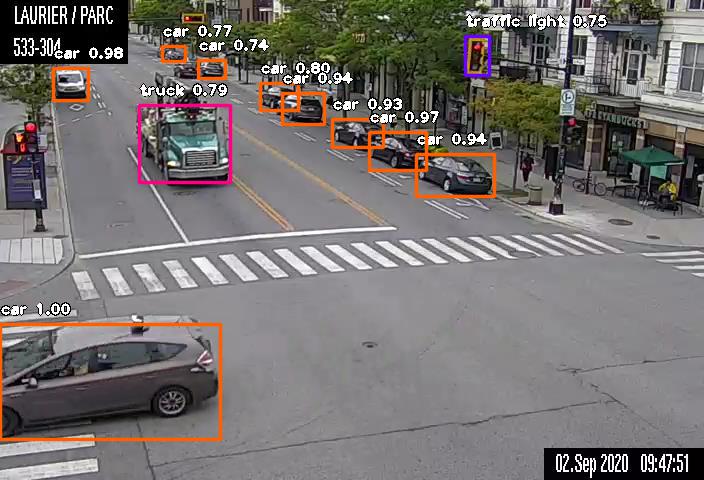 LAURIER / PARC
533-304
car 0.98
car 0.77
car 0.74
traffic light 0.75
car 0.80
car 0.94
truck 0.79
car 0.93
car 0.97
car 0.94
P
STARBUCKS
car 1.00
02.Sep 2020 09:47:51